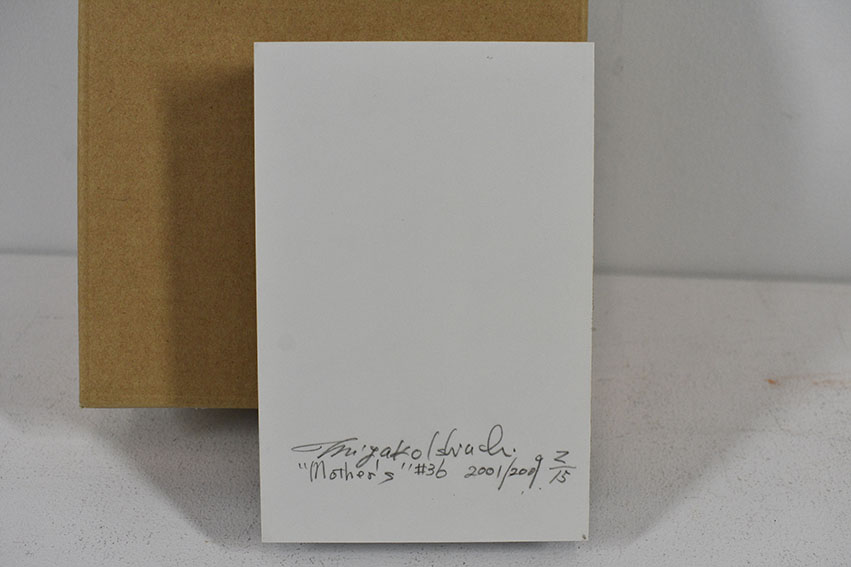 Miyako Ishiuchi.
"Mother's" #36 2001/2009 2/15